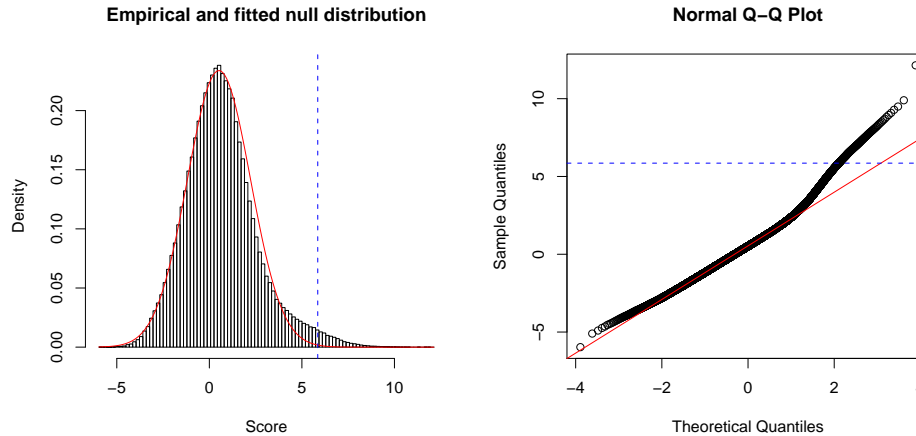 Empirical and fitted null distribution
Density
0.00
0.05
0.10
0.15
0.20
−5
0
5
10
Score
Normal Q−Q Plot
Sample Quantiles
−5
0
5
10
−4
−2
0
2
Theoretical Quantiles